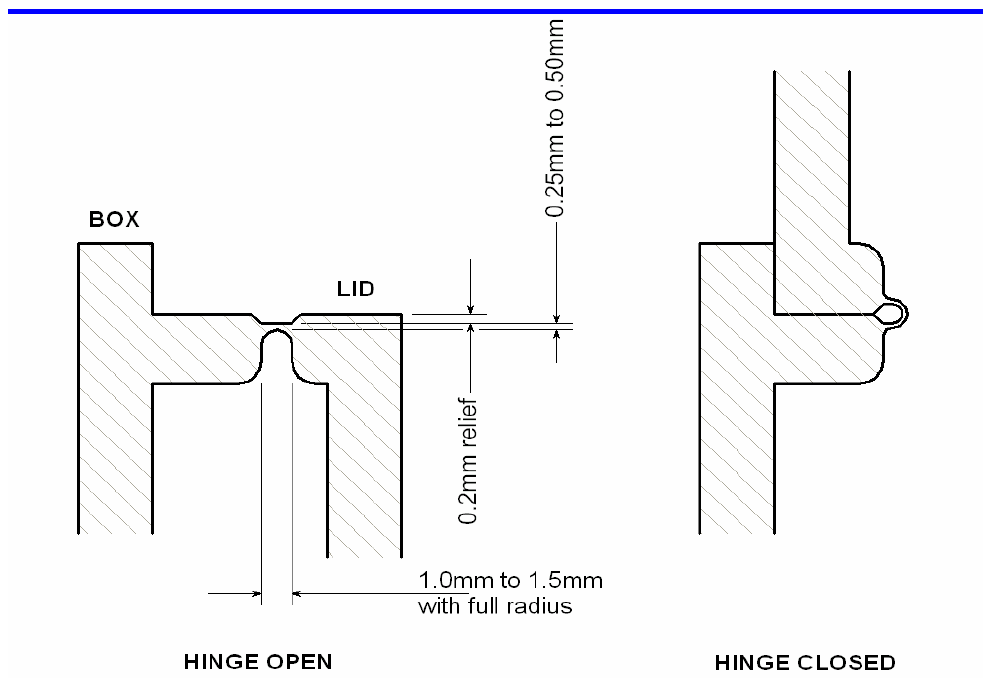 0.25mm to 0.50mm
BOX
LID
0.2mm relief
1.0mm to 1.5mm
with full radius
HINGE OPEN
HINGE CLOSED